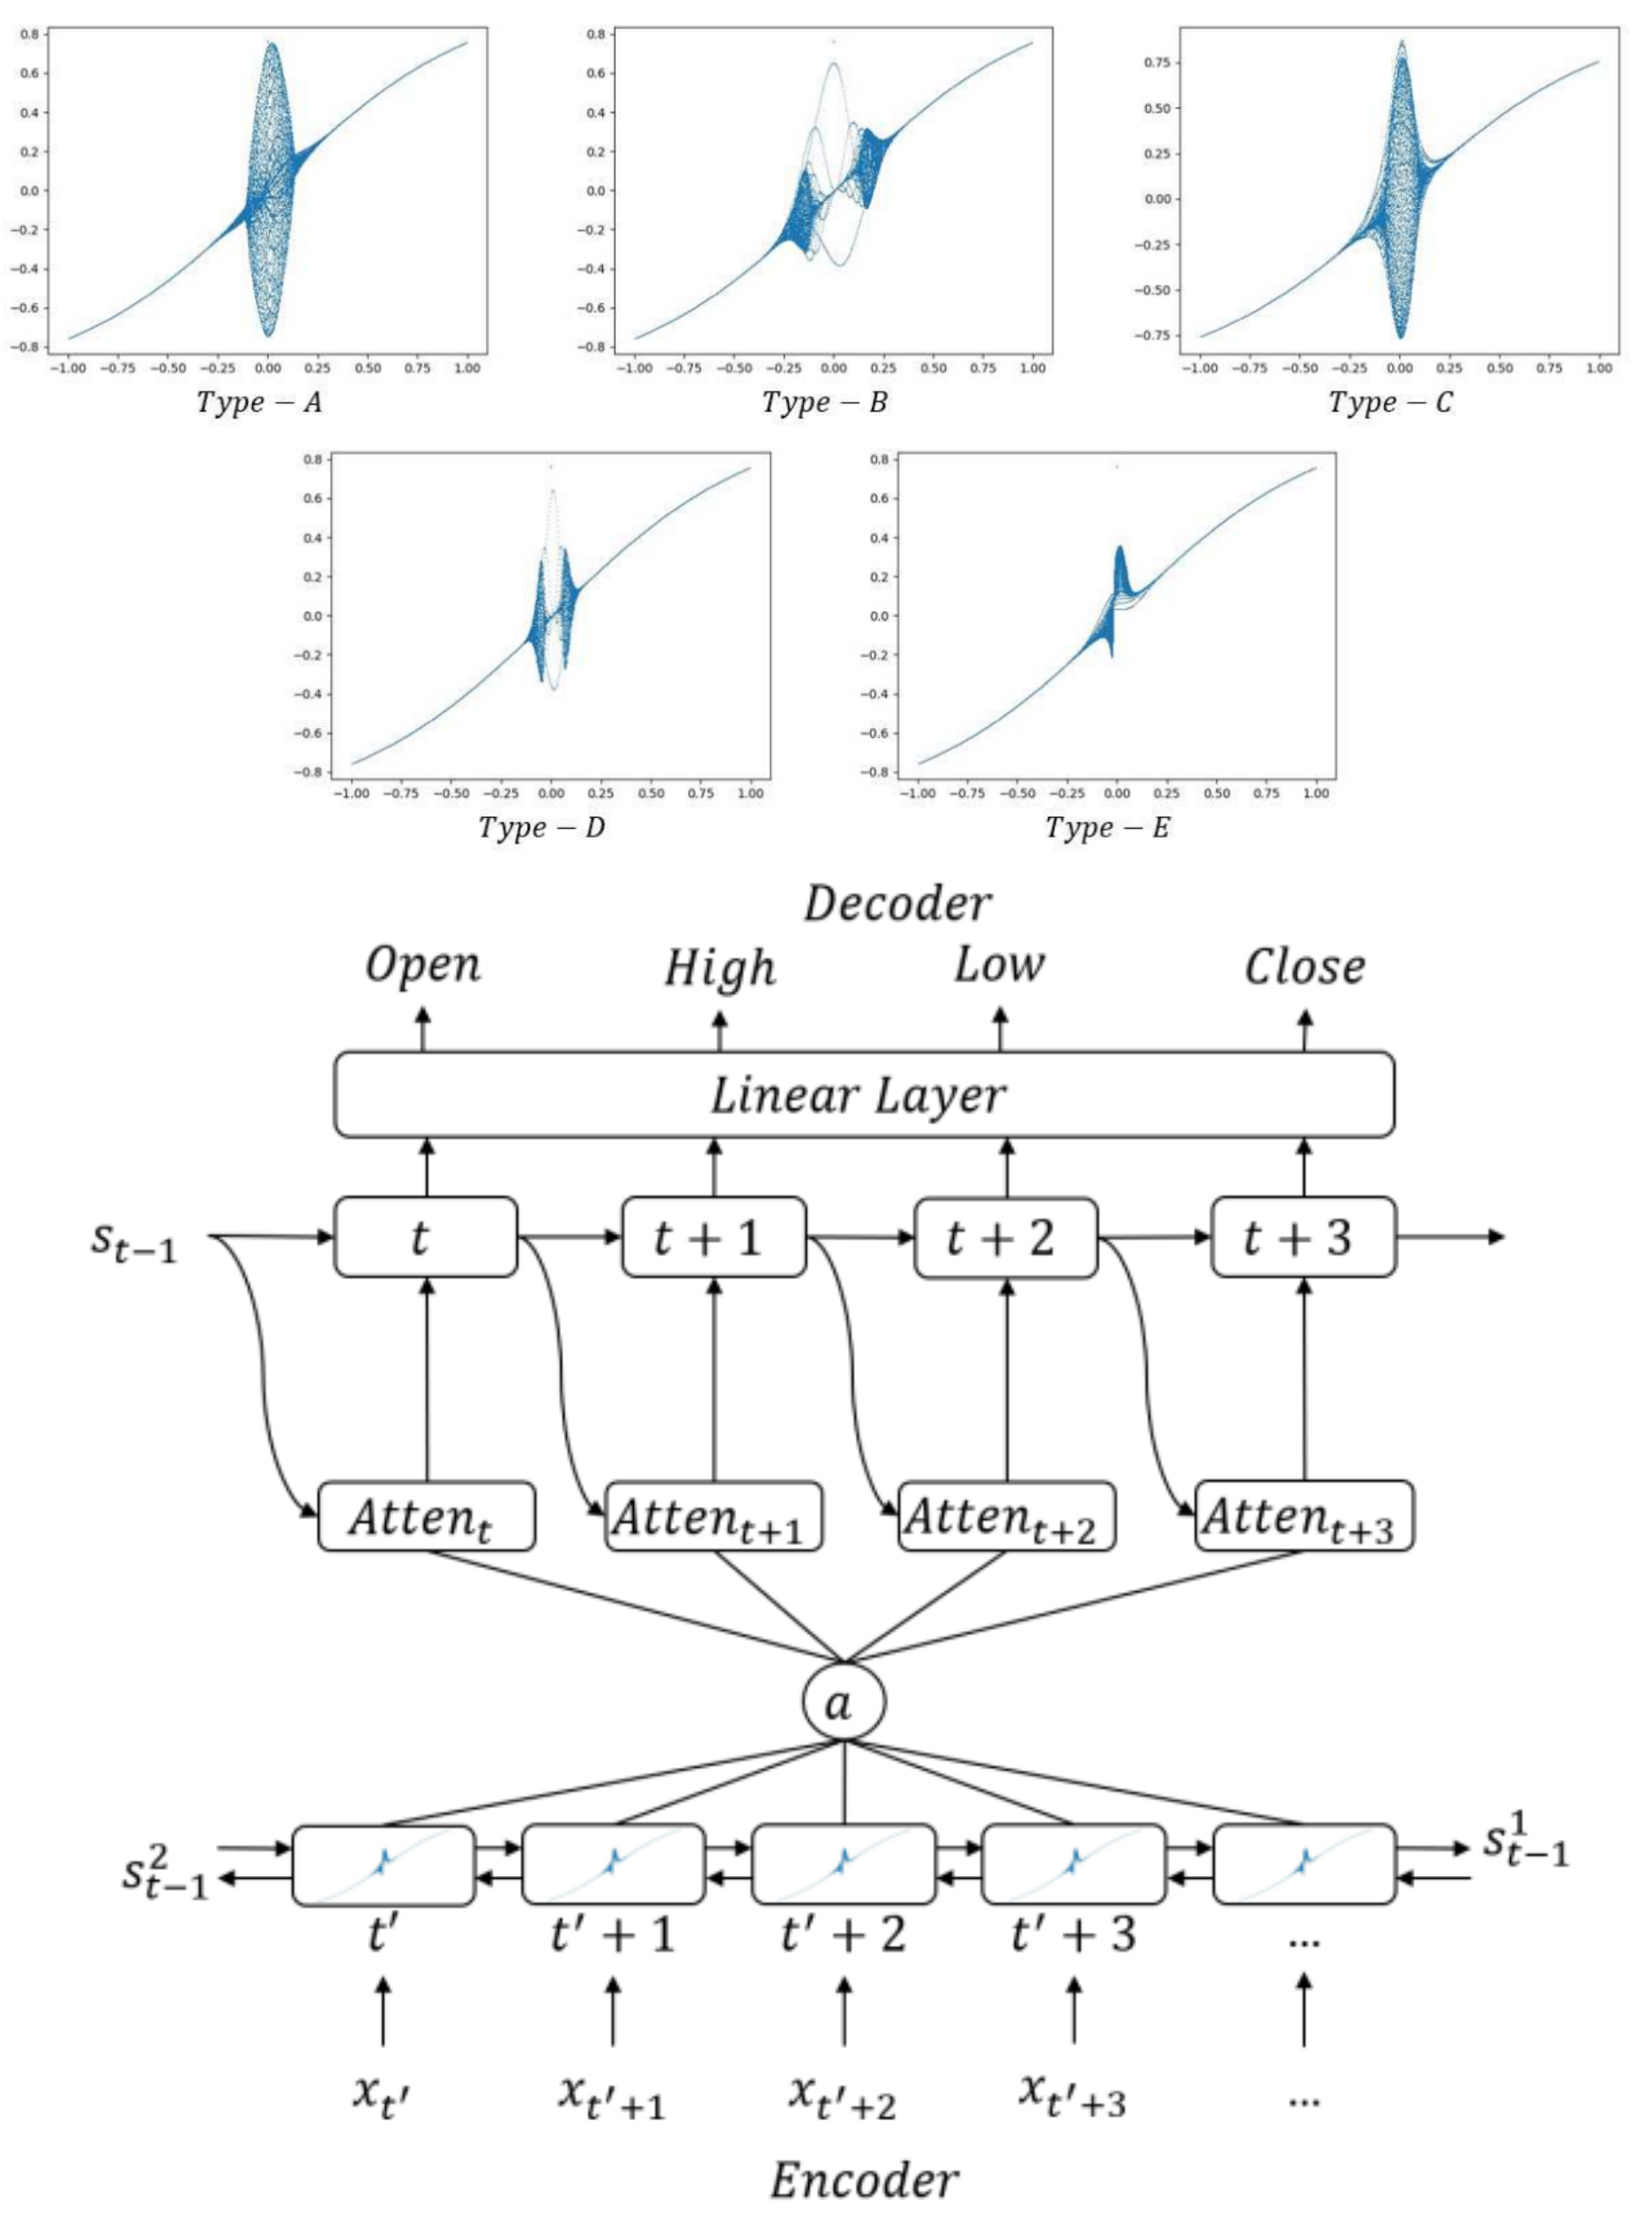 0.8
0.6
0.4
0.2
0.0
−0.2
−0.4
−0.6
−0.8
−1.00 −0.75 −0.50 −0.25 0.00 0.25 0.50 0.75 1.00
Type − A
0.8
0.6
0.4
0.2
0.0
−0.2
−0.4
−0.6
−0.8
−1.00 −0.75 −0.50 −0.25 0.00 0.25 0.50 0.75 1.00
Type − B
0.75
0.50
0.25
0.00
−0.25
−0.50
−0.75
−1.00 −0.75 −0.50 −0.25 0.00 0.25 0.50 0.75 1.00
Type − C
0.8
0.6
0.4
0.2
0.0
−0.2
−0.4
−0.6
−0.8
−1.00 −0.75 −0.50 −0.25 0.00 0.25 0.50 0.75 1.00
Type − D
0.8
0.6
0.4
0.2
0.0
−0.2
−0.4
−0.6
−0.8
−1.00 −0.75 −0.50 −0.25 0.00 0.25 0.50 0.75 1.00
Type − E
Decoder
Open High Low Close
Linear Layer
s_{t−1} t t + 1 t + 2 t + 3
Atten_t Atten_{t+1} Atten_{t+2} Atten_{t+3}
a
s^2_{t−1} s^1_{t−1}
t′ t′ + 1 t′ + 2 t′ + 3 ...
x_{t′} x_{t′+1} x_{t′+2} x_{t′+3} ...
Encoder